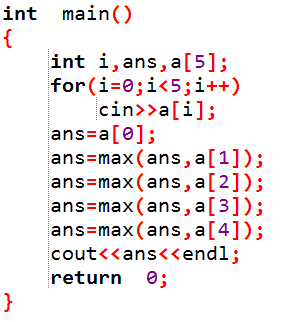 int  main()
{
    int i,ans,a[5];
    for(i=0;i<5;i++)
        cin>>a[i];
    ans=a[0];
    ans=max(ans,a[1]);
    ans=max(ans,a[2]);
    ans=max(ans,a[3]);
    ans=max(ans,a[4]);
    cout<<ans<<endl;
    return  0;
}